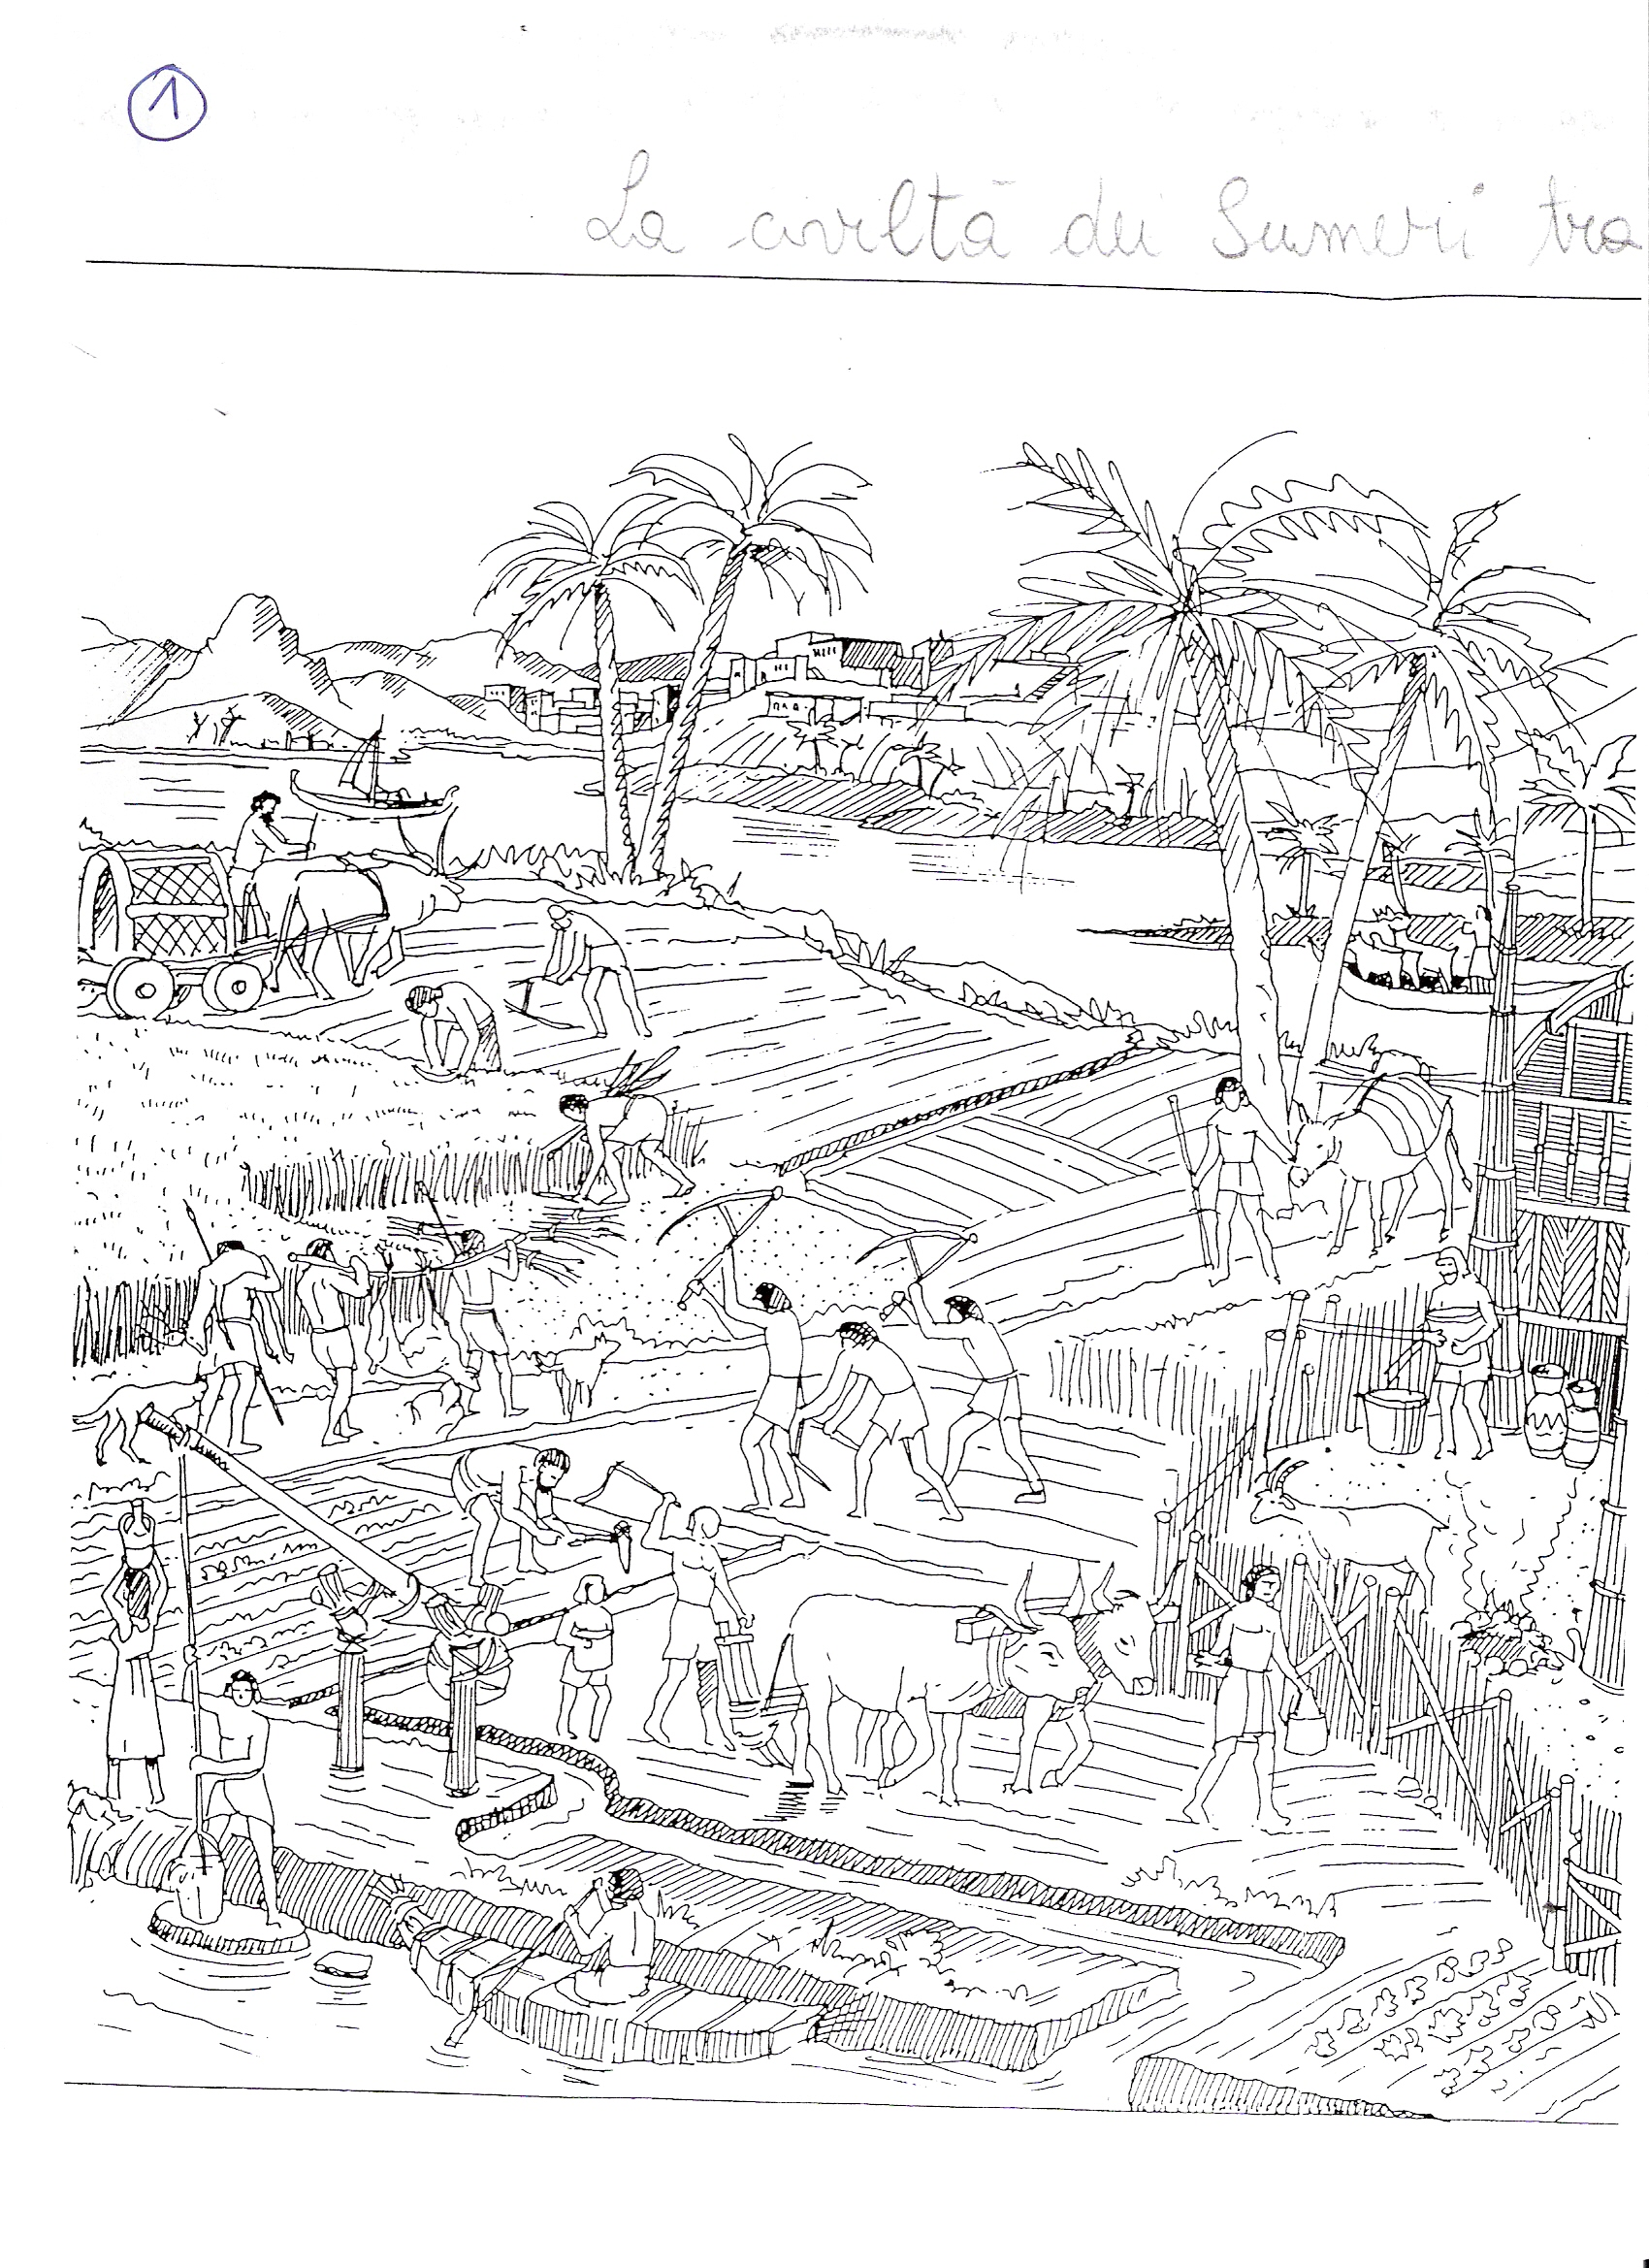 1
La civiltà dei Sumeri tra